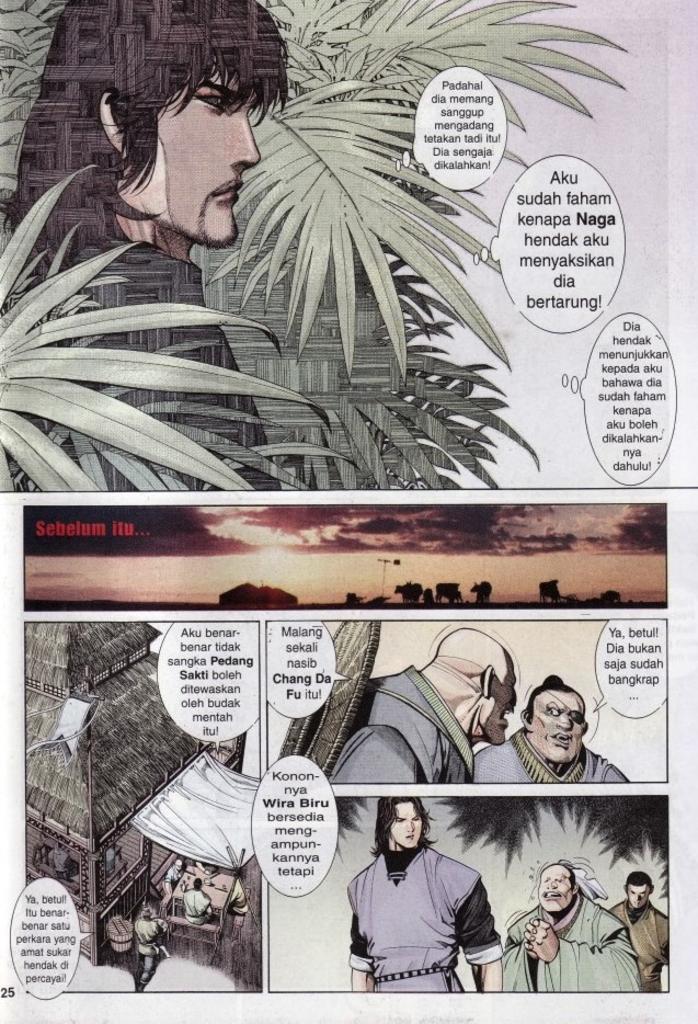 Padahal
dia memang
sanggup
mengadang
tetakan tadi itu!
Dia sengaja
dikalahkan!
Aku
sudah faham
kenapa Naga
hendak aku
menyaksikan
dia
bertarung!
Dia
hendak
menunjukkan
kepada aku
bahawa dia
sudah faham
kenapa
aku boleh
dikalahkan-
nya
dahulu!
Sebelum itu...
Aku benar-
benar tidak
sangka Pedang
Sakti boleh
ditewaskan
oleh budak
mentah
itu!
Ya, betul!
Itu benar-
benar satu
perkara yang
amat sukar
hendak di
percayai!
Malang
sekali
nasib
Chang Da
Fu itu!
Ya, betul!
Dia bukan
saja sudah
bangkrap
...
Konon-
nya
Wira Biru
bersedia
meng-
ampun-
kannya
tetapi
...
25